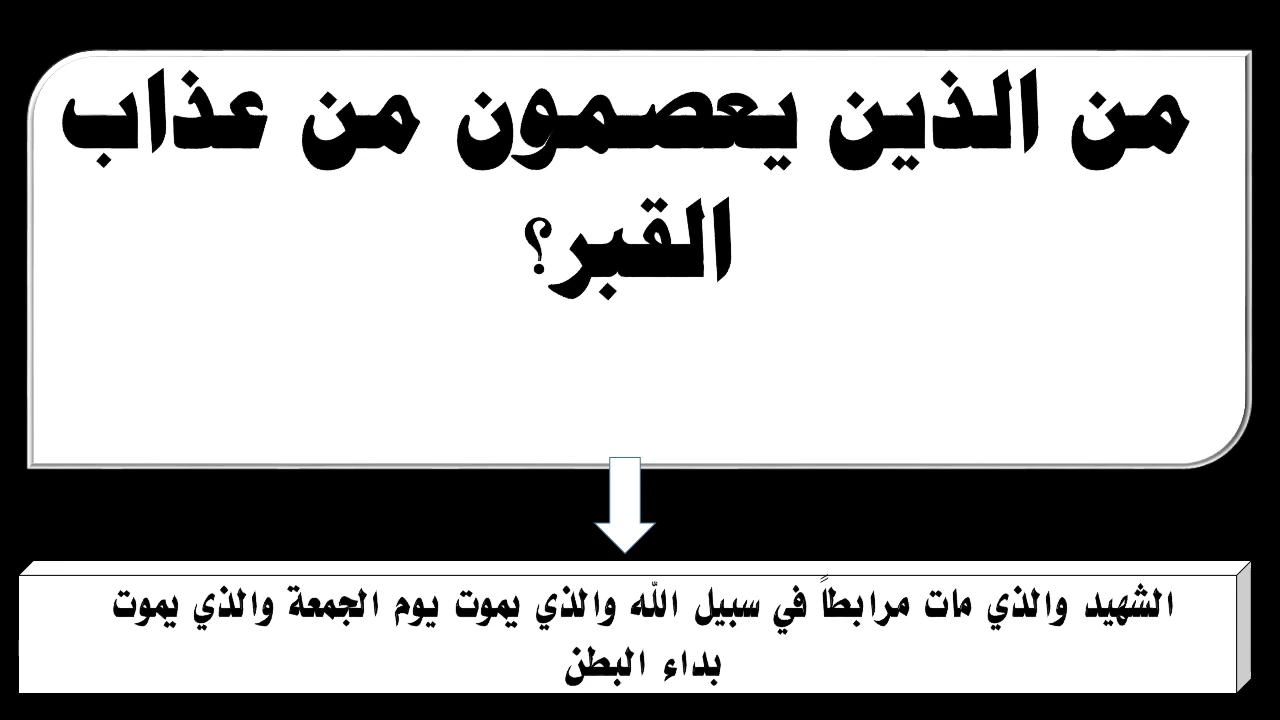 من الذين يعصمون من عذاب
القبر؟
الشهيد والذي مات مرابطاً في سبيل الله والذي يموت يوم الجمعة والذي يموت
بداء البطن